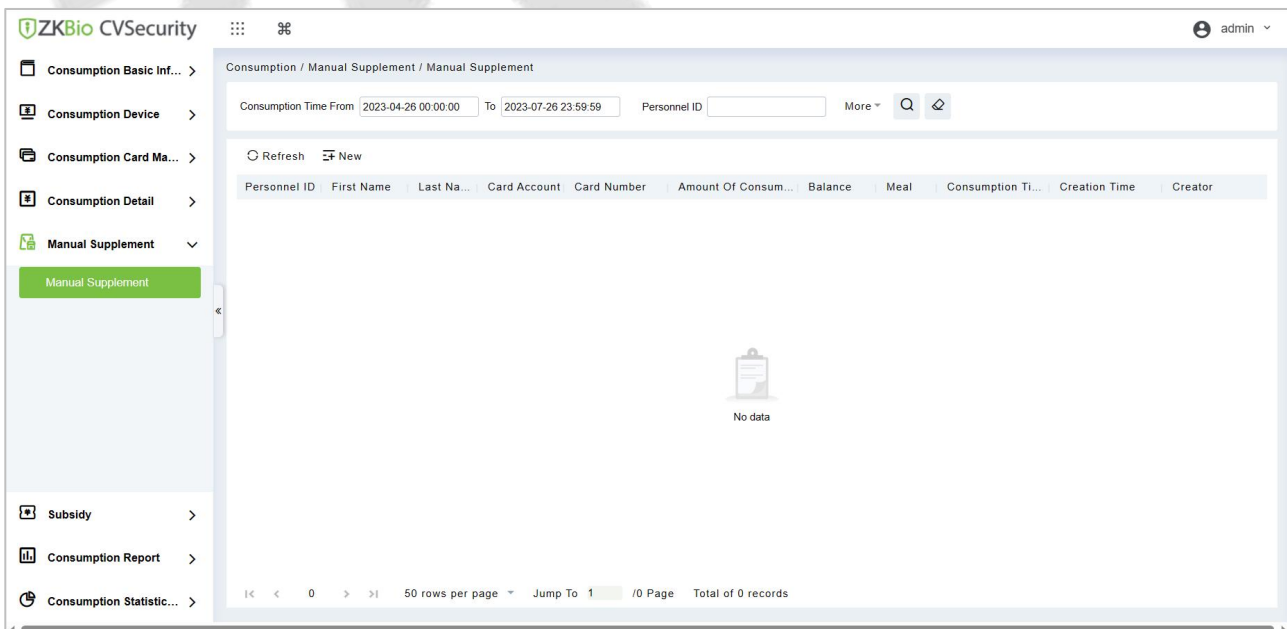 ZKBio CVSecurity
admin
Consumption Basic Inf...
Consumption Device
Consumption Card Ma...
Consumption Detail
Manual Supplement
Manual Supplement
Subsidy
Consumption Report
Consumption Statistic...
Consumption / Manual Supplement / Manual Supplement
Consumption Time From 2023-04-26 00:00:00 To 2023-07-26 23:59:59 Personnel ID More
Refresh New
Personnel ID First Name Last Na... Card Account Card Number Amount Of Consum... Balance Meal Consumption Ti... Creation Time Creator
No data
0 50 rows per page Jump To 1 /0 Page Total of 0 records